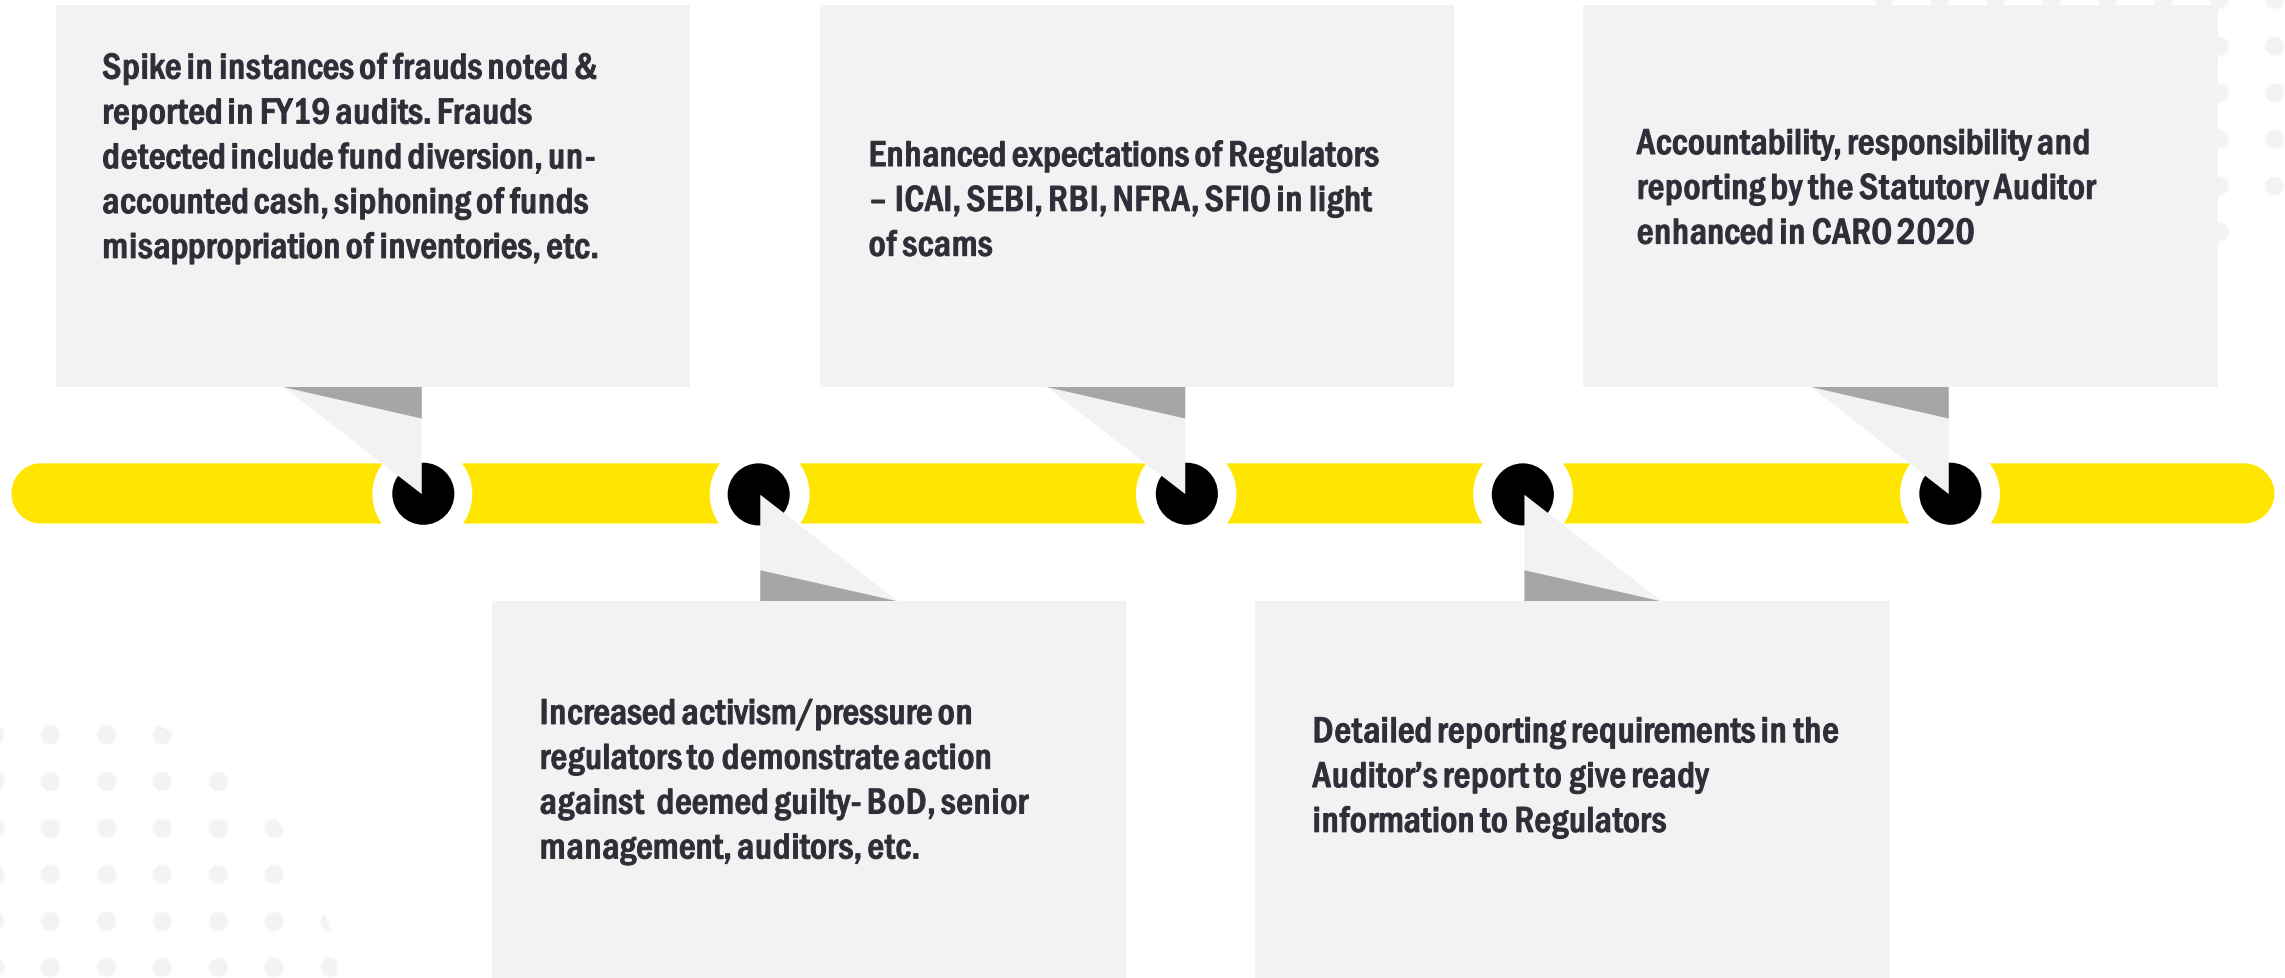 Spike in instances of frauds noted &
reported in FY19 audits. Frauds
detected include fund diversion, un-
accounted cash, siphoning of funds
misappropriation of inventories, etc.
Increased activism/pressure on
regulators to demonstrate action
against  deemed guilty- BoD, senior
management, auditors, etc.
Enhanced expectations of Regulators
– ICAI, SEBI, RBI, NFRA, SFIO in light
of scams
Detailed reporting requirements in the
Auditor’s report to give ready
information to Regulators
Accountability, responsibility and
reporting by the Statutory Auditor
enhanced in CARO 2020